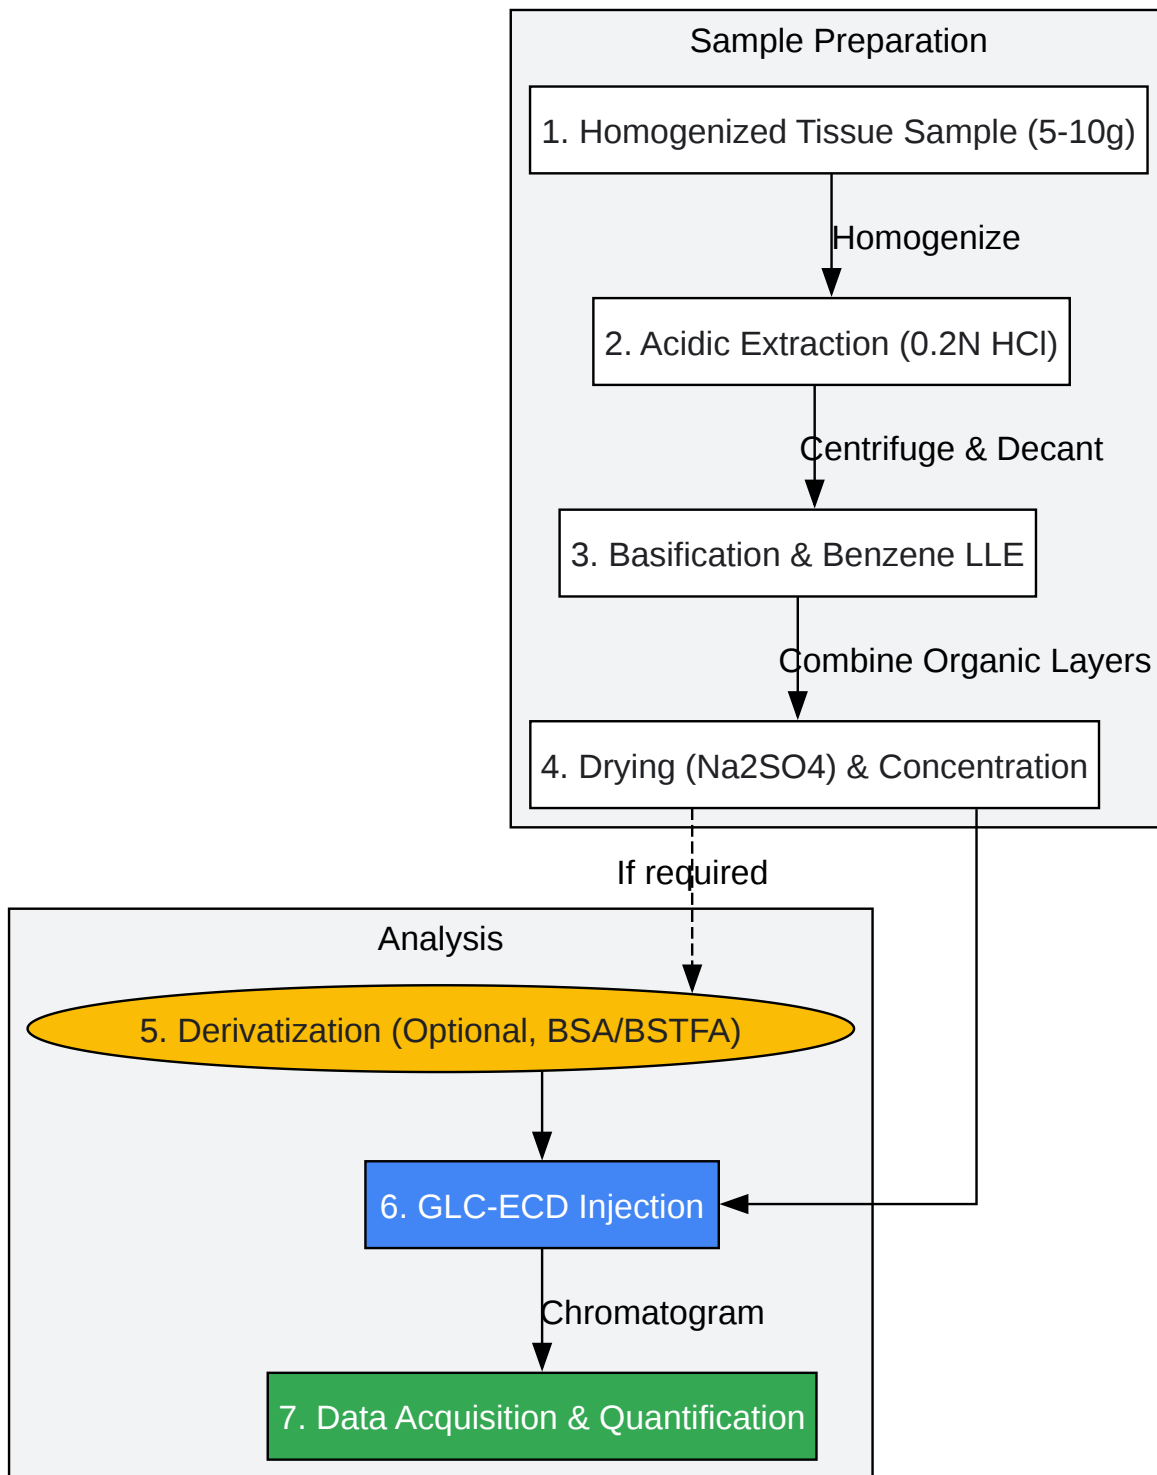 Sample Preparation
1. Homogenized Tissue Sample (5-10g)
Homogenize
2. Acidic Extraction (0.2N HCl)
Centrifuge & Decant
3. Basification & Benzene LLE
Combine Organic Layers
4. Drying (Na2SO4) & Concentration
If required
Analysis
5. Derivatization (Optional, BSA/BSTFA)
6. GLC-ECD Injection
Chromatogram
7. Data Acquisition & Quantification